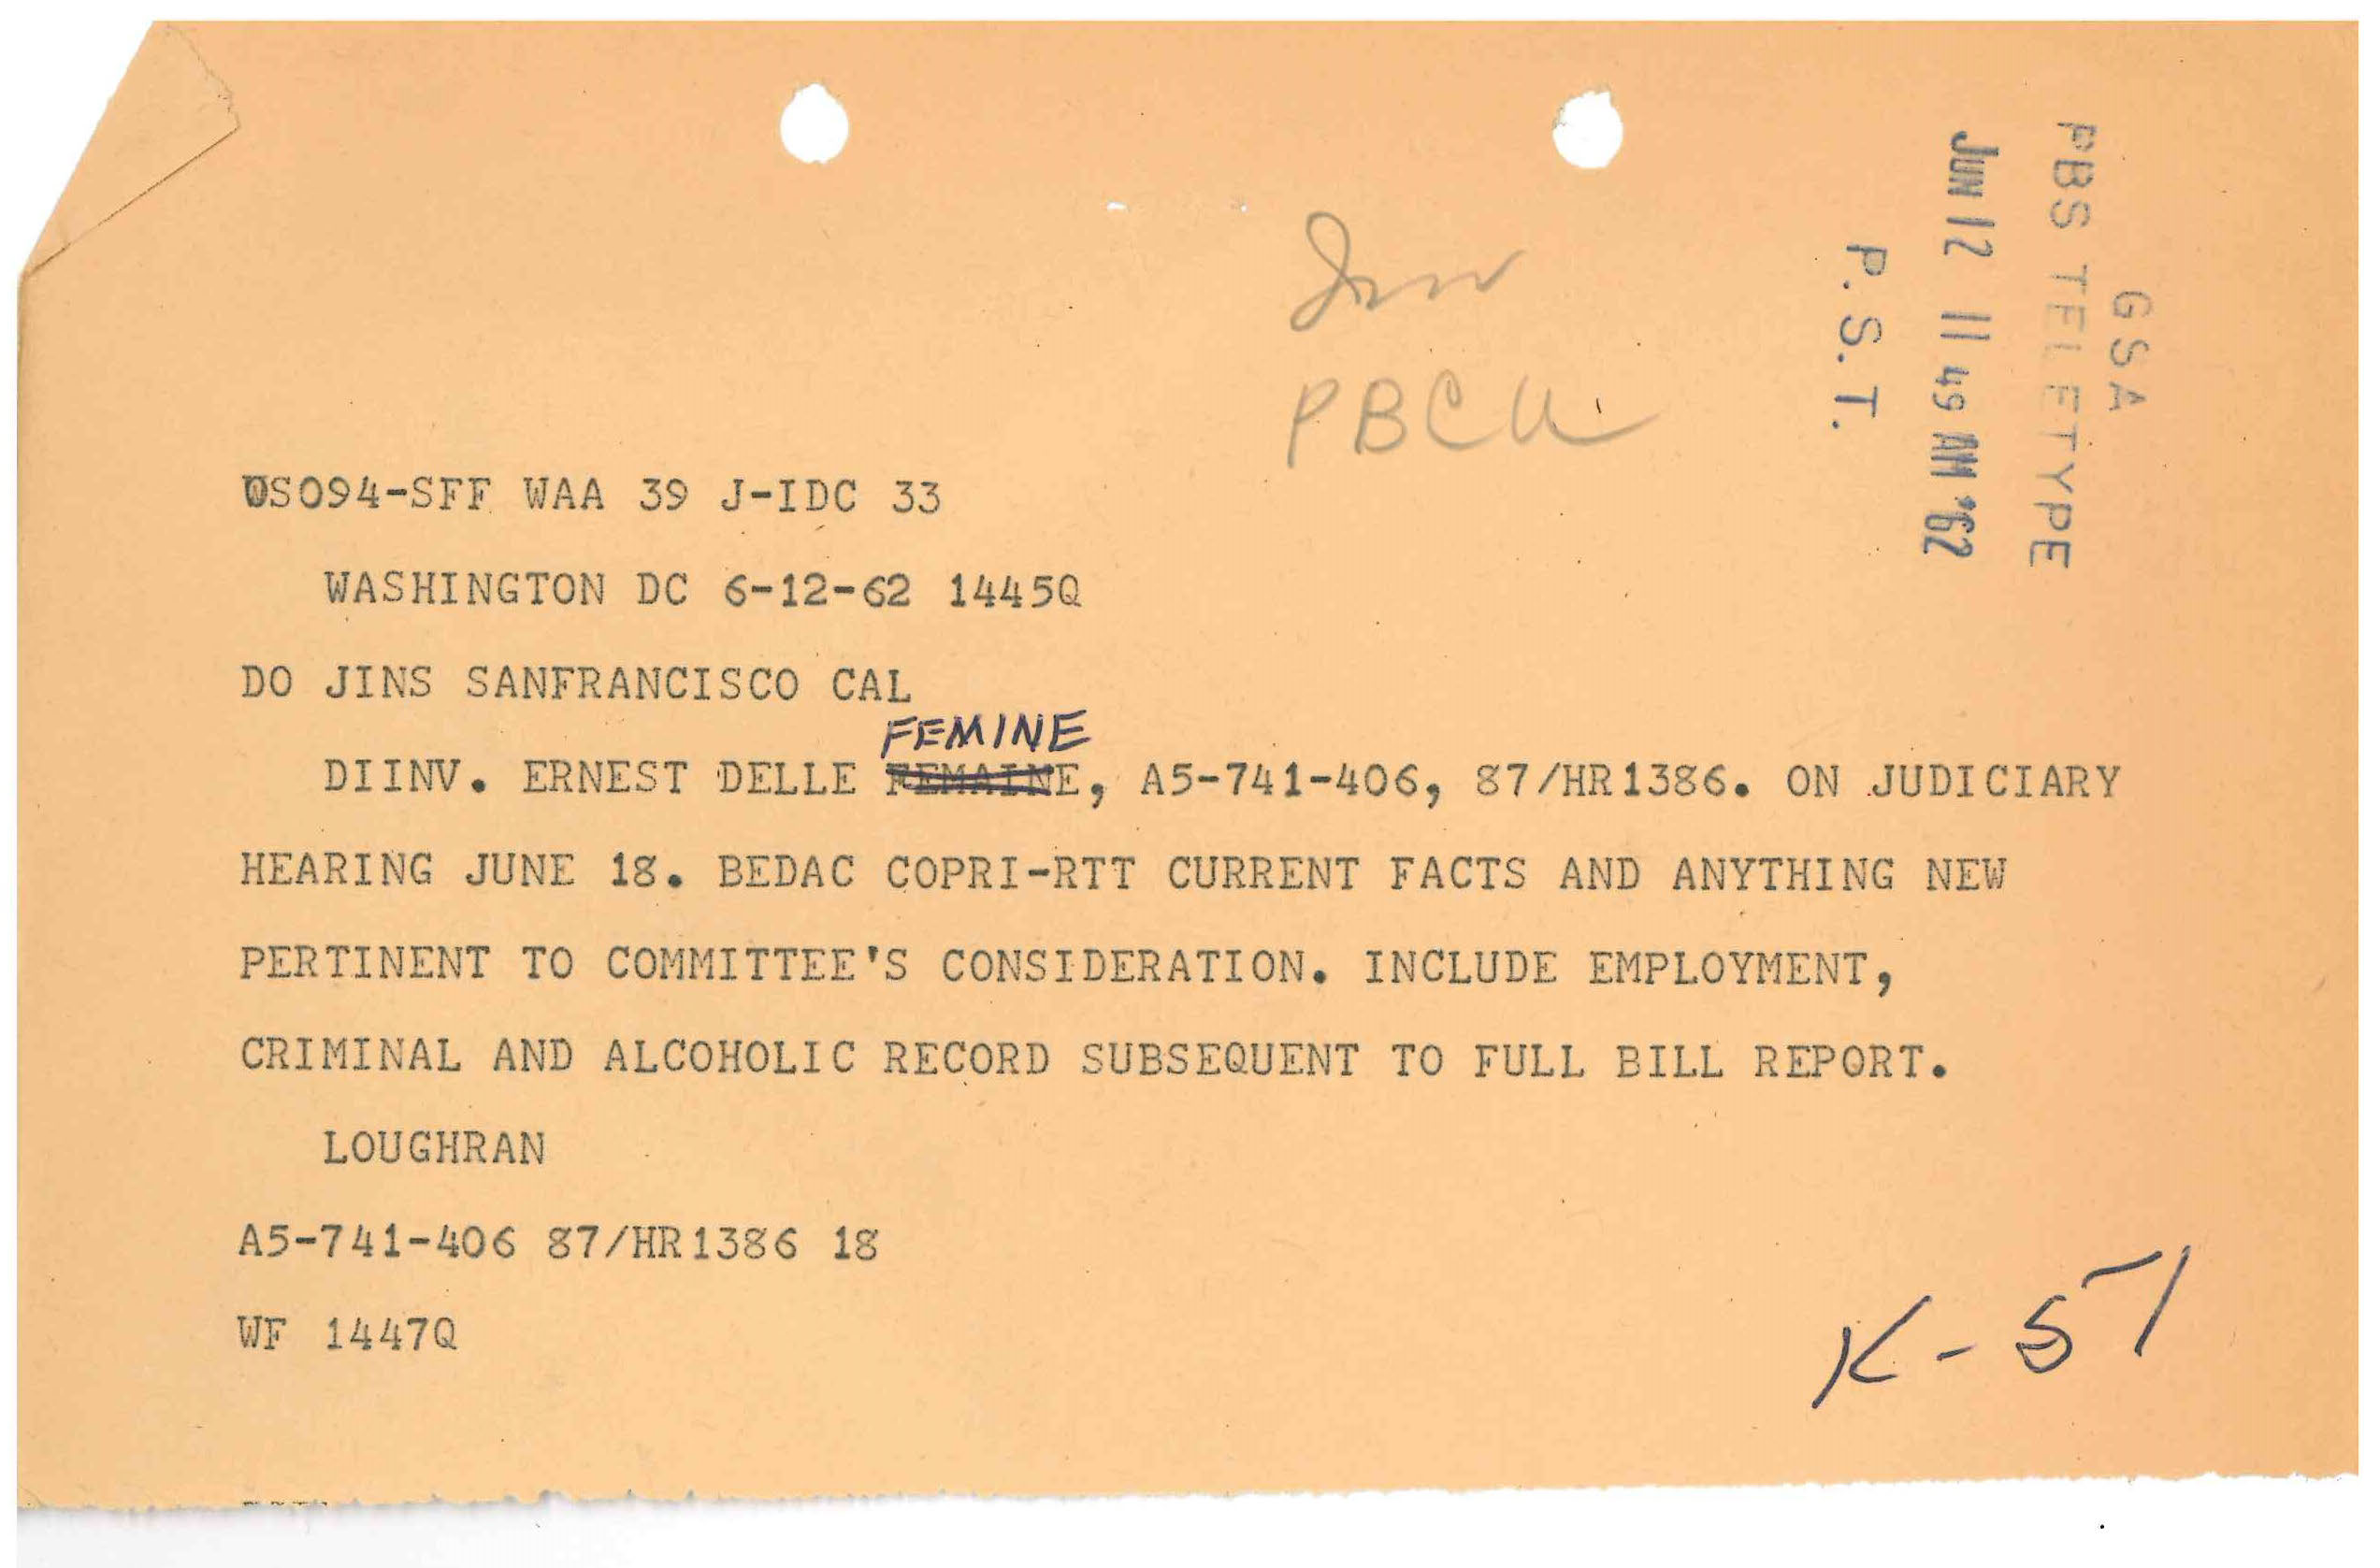 GSA
PBS TELETYPE
JUN 12 11 49 AM '62
P. S. T.
PBCU
WS094-SFF WAA 39 J-IDC 33
WASHINGTON DC 6-12-62 1445Q
DO JINS SANFRANCISCO CAL
FEMINE
DIINV. ERNEST DELLE FEMAINE, A5-741-406, 87/HR1386. ON JUDICIARY
HEARING JUNE 18. BEDAC COPRI-RTT CURRENT FACTS AND ANYTHING NEW
PERTINENT TO COMMITTEE'S CONSIDERATION. INCLUDE EMPLOYMENT,
CRIMINAL AND ALCOHOLIC RECORD SUBSEQUENT TO FULL BILL REPORT.
LOUGHRAN
A5-741-406 87/HR1386 18
WF 1447Q
K-51